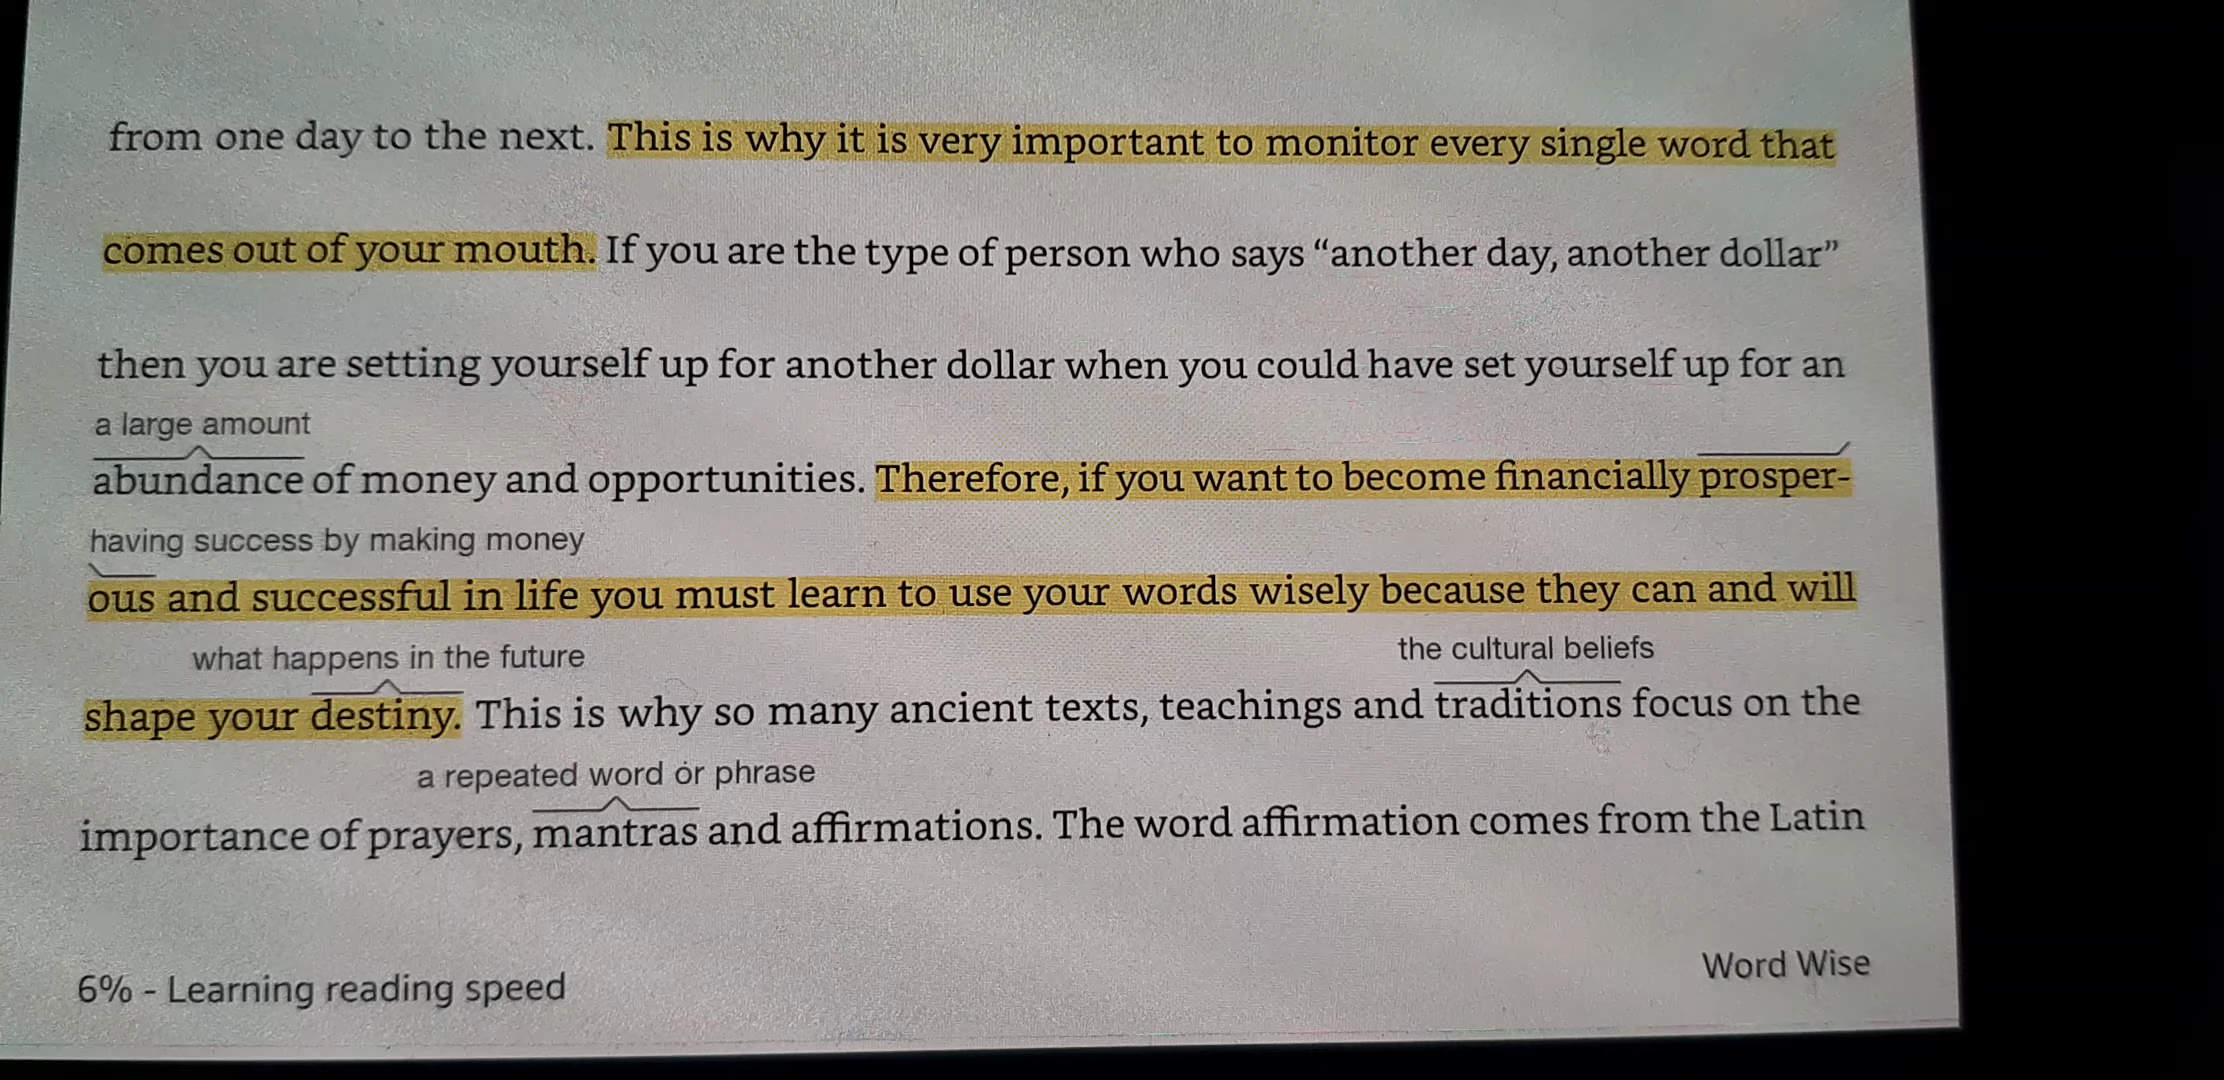 from one day to the next. This is why it is very important to monitor every single word that
comes out of your mouth. If you are the type of person who says “another day, another dollar”
then you are setting yourself up for another dollar when you could have set yourself up for an
a large amount
abundance of money and opportunities. Therefore, if you want to become financially prosper-
having success by making money
ous and successful in life you must learn to use your words wisely because they can and will
what happens in the future the cultural beliefs
shape your destiny. This is why so many ancient texts, teachings and traditions focus on the
a repeated word or phrase
importance of prayers, mantras and affirmations. The word affirmation comes from the Latin
6% - Learning reading speed Word Wise